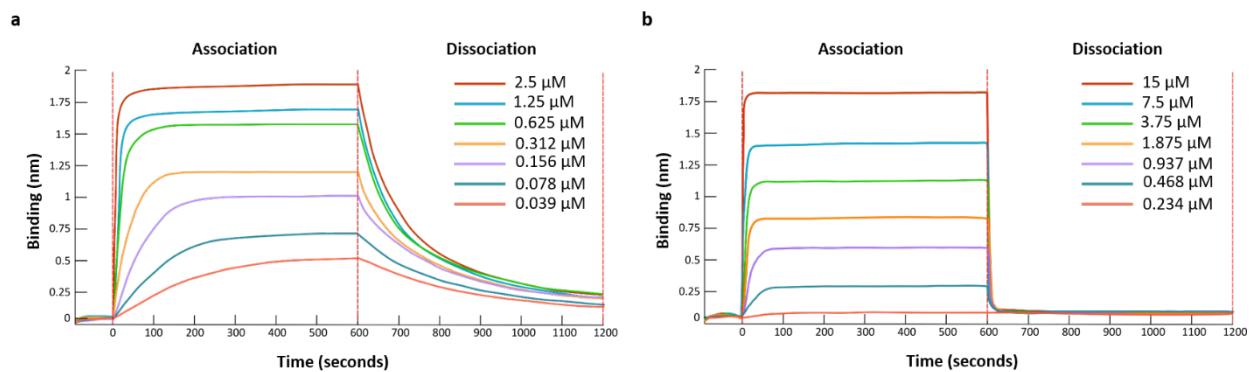 a
Association
Dissociation
2
1.75
1.5
1.25
1
0.75
0.5
0.25
0
Binding (nm)
2.5 µM
1.25 µM
0.625 µM
0.312 µM
0.156 µM
0.078 µM
0.039 µM
0 100 200 300 400 500 600 700 800 900 1000 1100 1200
Time (seconds)
b
Association
Dissociation
2
1.75
1.5
1.25
1
0.75
0.5
0.25
0
Binding (nm)
15 µM
7.5 µM
3.75 µM
1.875 µM
0.937 µM
0.468 µM
0.234 µM
0 100 200 300 400 500 600 700 800 900 1000 1100 1200
Time (seconds)